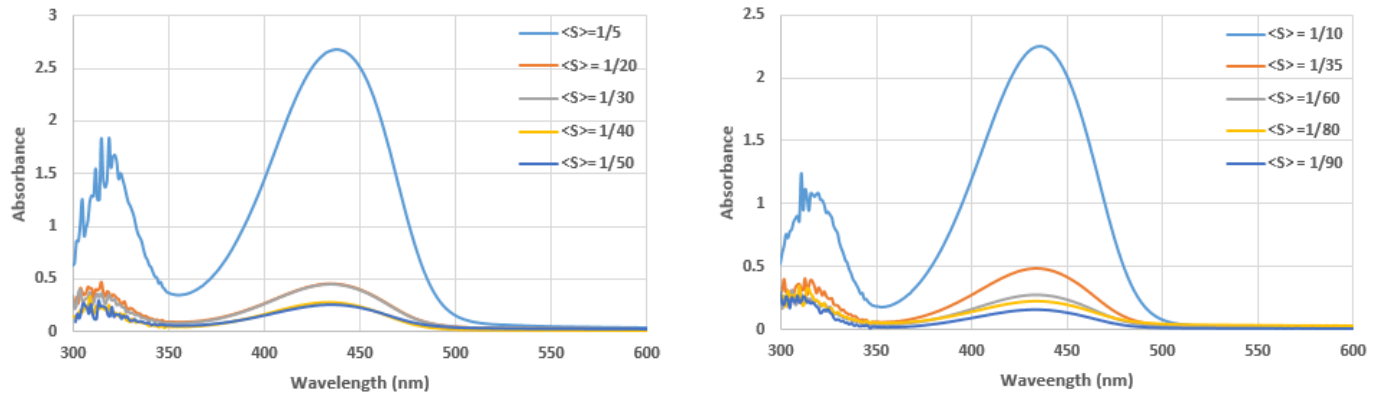 3
2.5
2
1.5
1
0.5
0
Absorbance
300 350 400 450 500 550 600
Wavelength (nm)
<S>=1/5
<S>= 1/20
<S>= 1/30
<S>= 1/40
<S>= 1/50
2.5
2
1.5
1
0.5
0
Absorbance
300 350 400 450 500 550 600
Waveength (nm)
<S>= 1/10
<S>= 1/35
<S> =1/60
<S>=1/80
<S>= 1/90